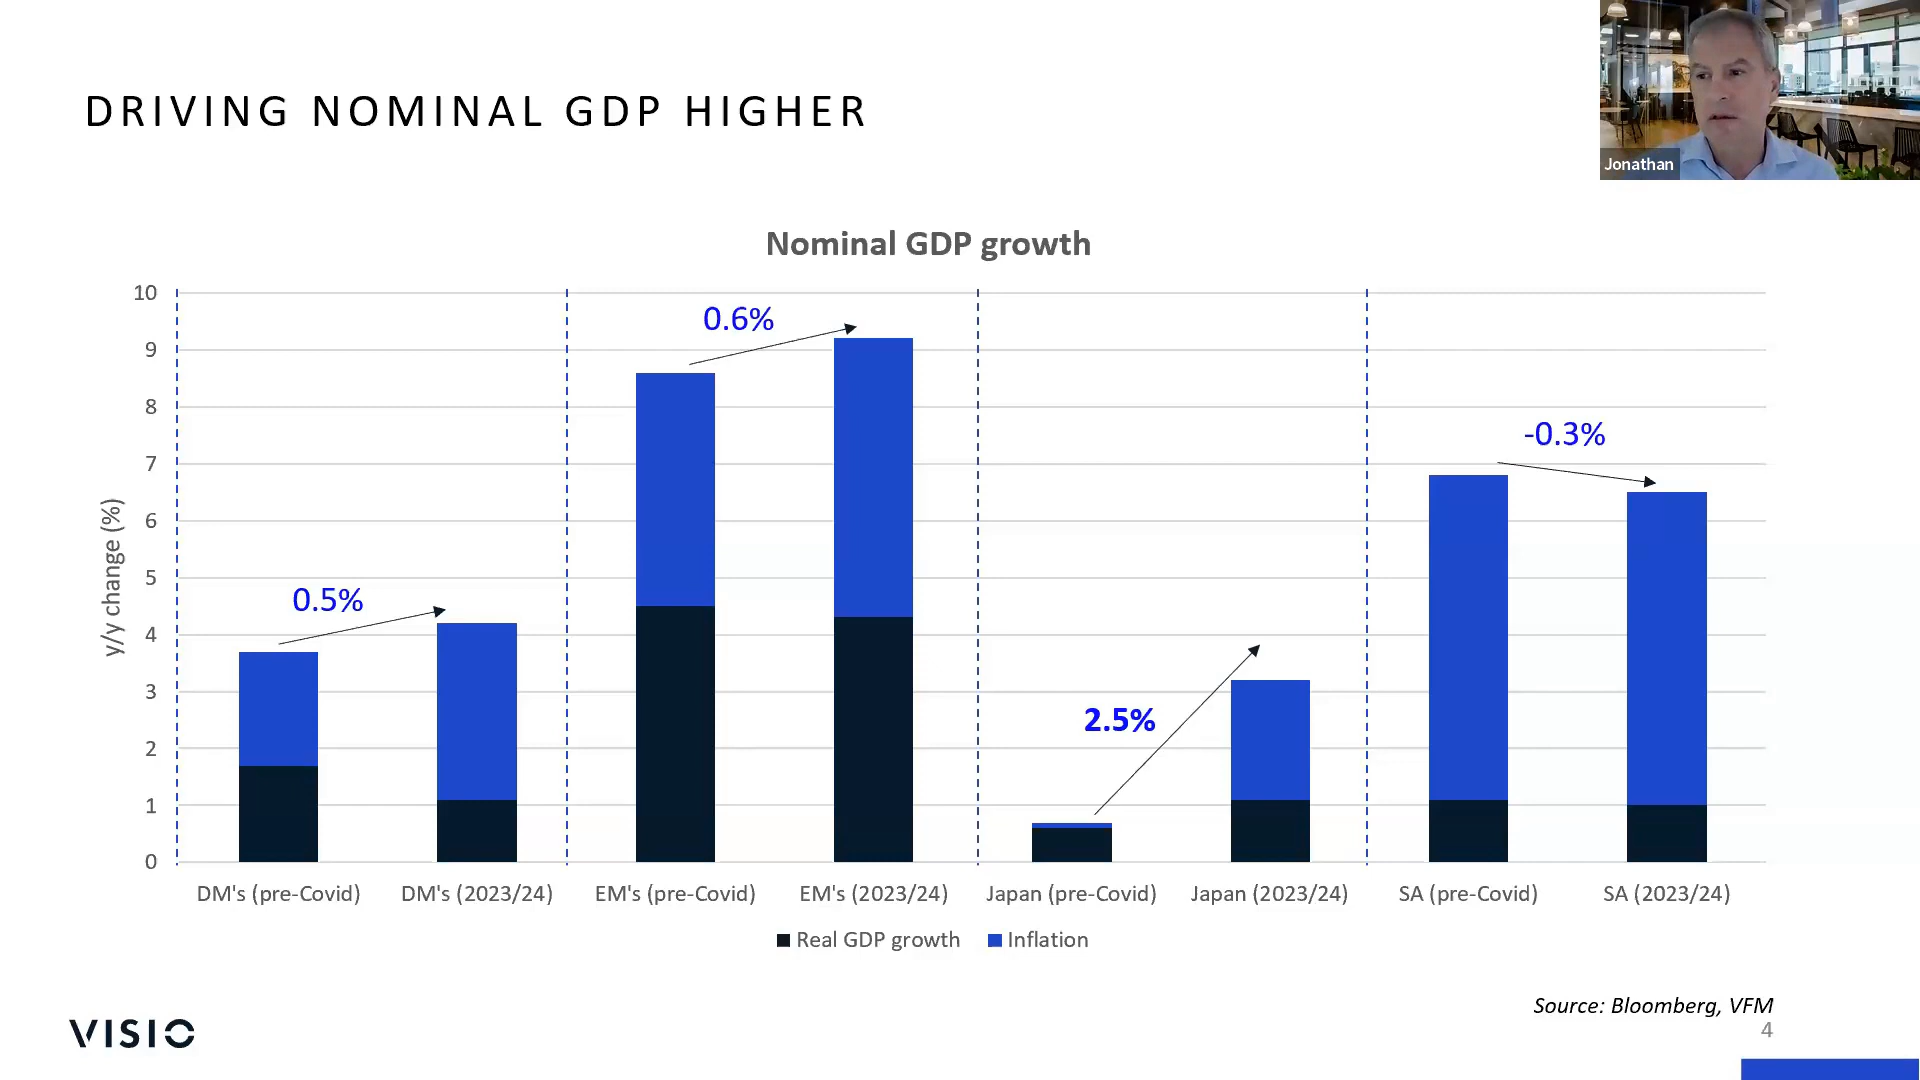 DRIVING NOMINAL GDP HIGHER
Jonathan
Nominal GDP growth
y/y change (%)
10
9
8
7
6
5
4
3
2
1
0
0.5%
0.6%
2.5%
-0.3%
DM's (pre-Covid) DM's (2023/24) EM's (pre-Covid) EM's (2023/24) Japan (pre-Covid) Japan (2023/24) SA (pre-Covid) SA (2023/24)
Real GDP growth Inflation
Source: Bloomberg, VFM
4
VISIO